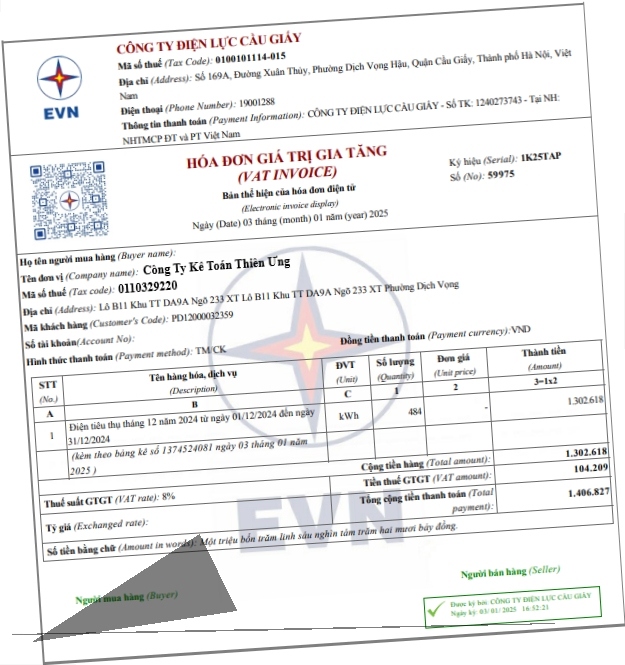 CÔNG TY ĐIỆN LỰC CẦU GIẤY
Mã số thuế (Tax Code): 0100101114-015
Địa chỉ (Address): Số 169A, Đường Xuân Thủy, Phường Dịch Vọng Hậu, Quận Cầu Giấy, Thành phố Hà Nội, Việt
Nam
Điện thoại (Phone Number): 19001288
Thông tin thanh toán (Payment Information): CÔNG TY ĐIỆN LỰC CẦU GIẤY - Số TK: 1240273743 - Tại NH:
NHTMCP ĐT và PT Việt Nam
EVN
HÓA ĐƠN GIÁ TRỊ GIA TĂNG
(VAT INVOICE)
Bản thể hiện của hóa đơn điện tử
(Electronic invoice display)
Ngày (Date) 03 tháng (month) 01 năm (year) 2025
Ký hiệu (Serial): 1K25TAP
Số (No): 59975
Họ tên người mua hàng (Buyer name):
Tên đơn vị (Company name): Công Ty Kế Toán Thiên Ưng
Mã số thuế (Tax code): 0110329220
Địa chỉ (Address): Lô B11 Khu TT DA9A Ngõ 233 XT Lô B11 Khu TT DA9A Ngõ 233 XT Phường Dịch Vọng
Mã khách hàng (Customer's Code): PD12000032359
Số tài khoản(Account No):
Hình thức thanh toán (Payment method): TM/CK
Đồng tiền thanh toán (Payment currency):VND
STT (No.) Tên hàng hóa, dịch vụ (Description) ĐVT (Unit) Số lượng (Quantity) Đơn giá (Unit price) Thành tiền (Amount)
A B C 1 2 3=1x2
1 Điện tiêu thụ tháng 12 năm 2024 từ ngày 01/12/2024 đến ngày kWh 484 - 1.302.618
31/12/2024
(kèm theo bảng kê số 1374524081 ngày 03 tháng 01 năm
2025 )
Cộng tiền hàng (Total amount): 1.302.618
Thuế suất GTGT (VAT rate): 8% Tiền thuế GTGT (VAT amount): 104.209
Tổng cộng tiền thanh toán (Total payment): 1.406.827
Tỷ giá (Exchanged rate):
Số tiền bằng chữ (Amount in words): Một triệu bốn trăm linh sáu nghìn tám trăm hai mươi bảy đồng.
EVN
Người mua hàng (Buyer)
Người bán hàng (Seller)
Được ký bởi: CÔNG TY ĐIỆN LỰC CẦU GIẤY
Ngày ký: 03/01/2025 16:52:21